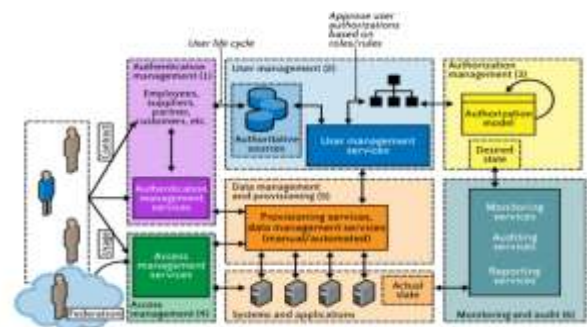 User life cycle
Approve user
authorizations
based on
roles/rules
Authentication
management (1)
Employees,
suppliers,
partner,
customers, etc
Authentication
management
services
User management (2)
Authoritative
sources
User management
services
Authorization
management (3)
Authorization
model
Desired
state
Contract
Usage
Federation
Access
management
services
Access
management (4)
Data management
and provisioning (5)
Provisioning services,
data management services
(manual/automated)
Actual
state
Systems and applications
Monitoring
services
Auditing
services
Reporting
services
Monitoring and audit (6)